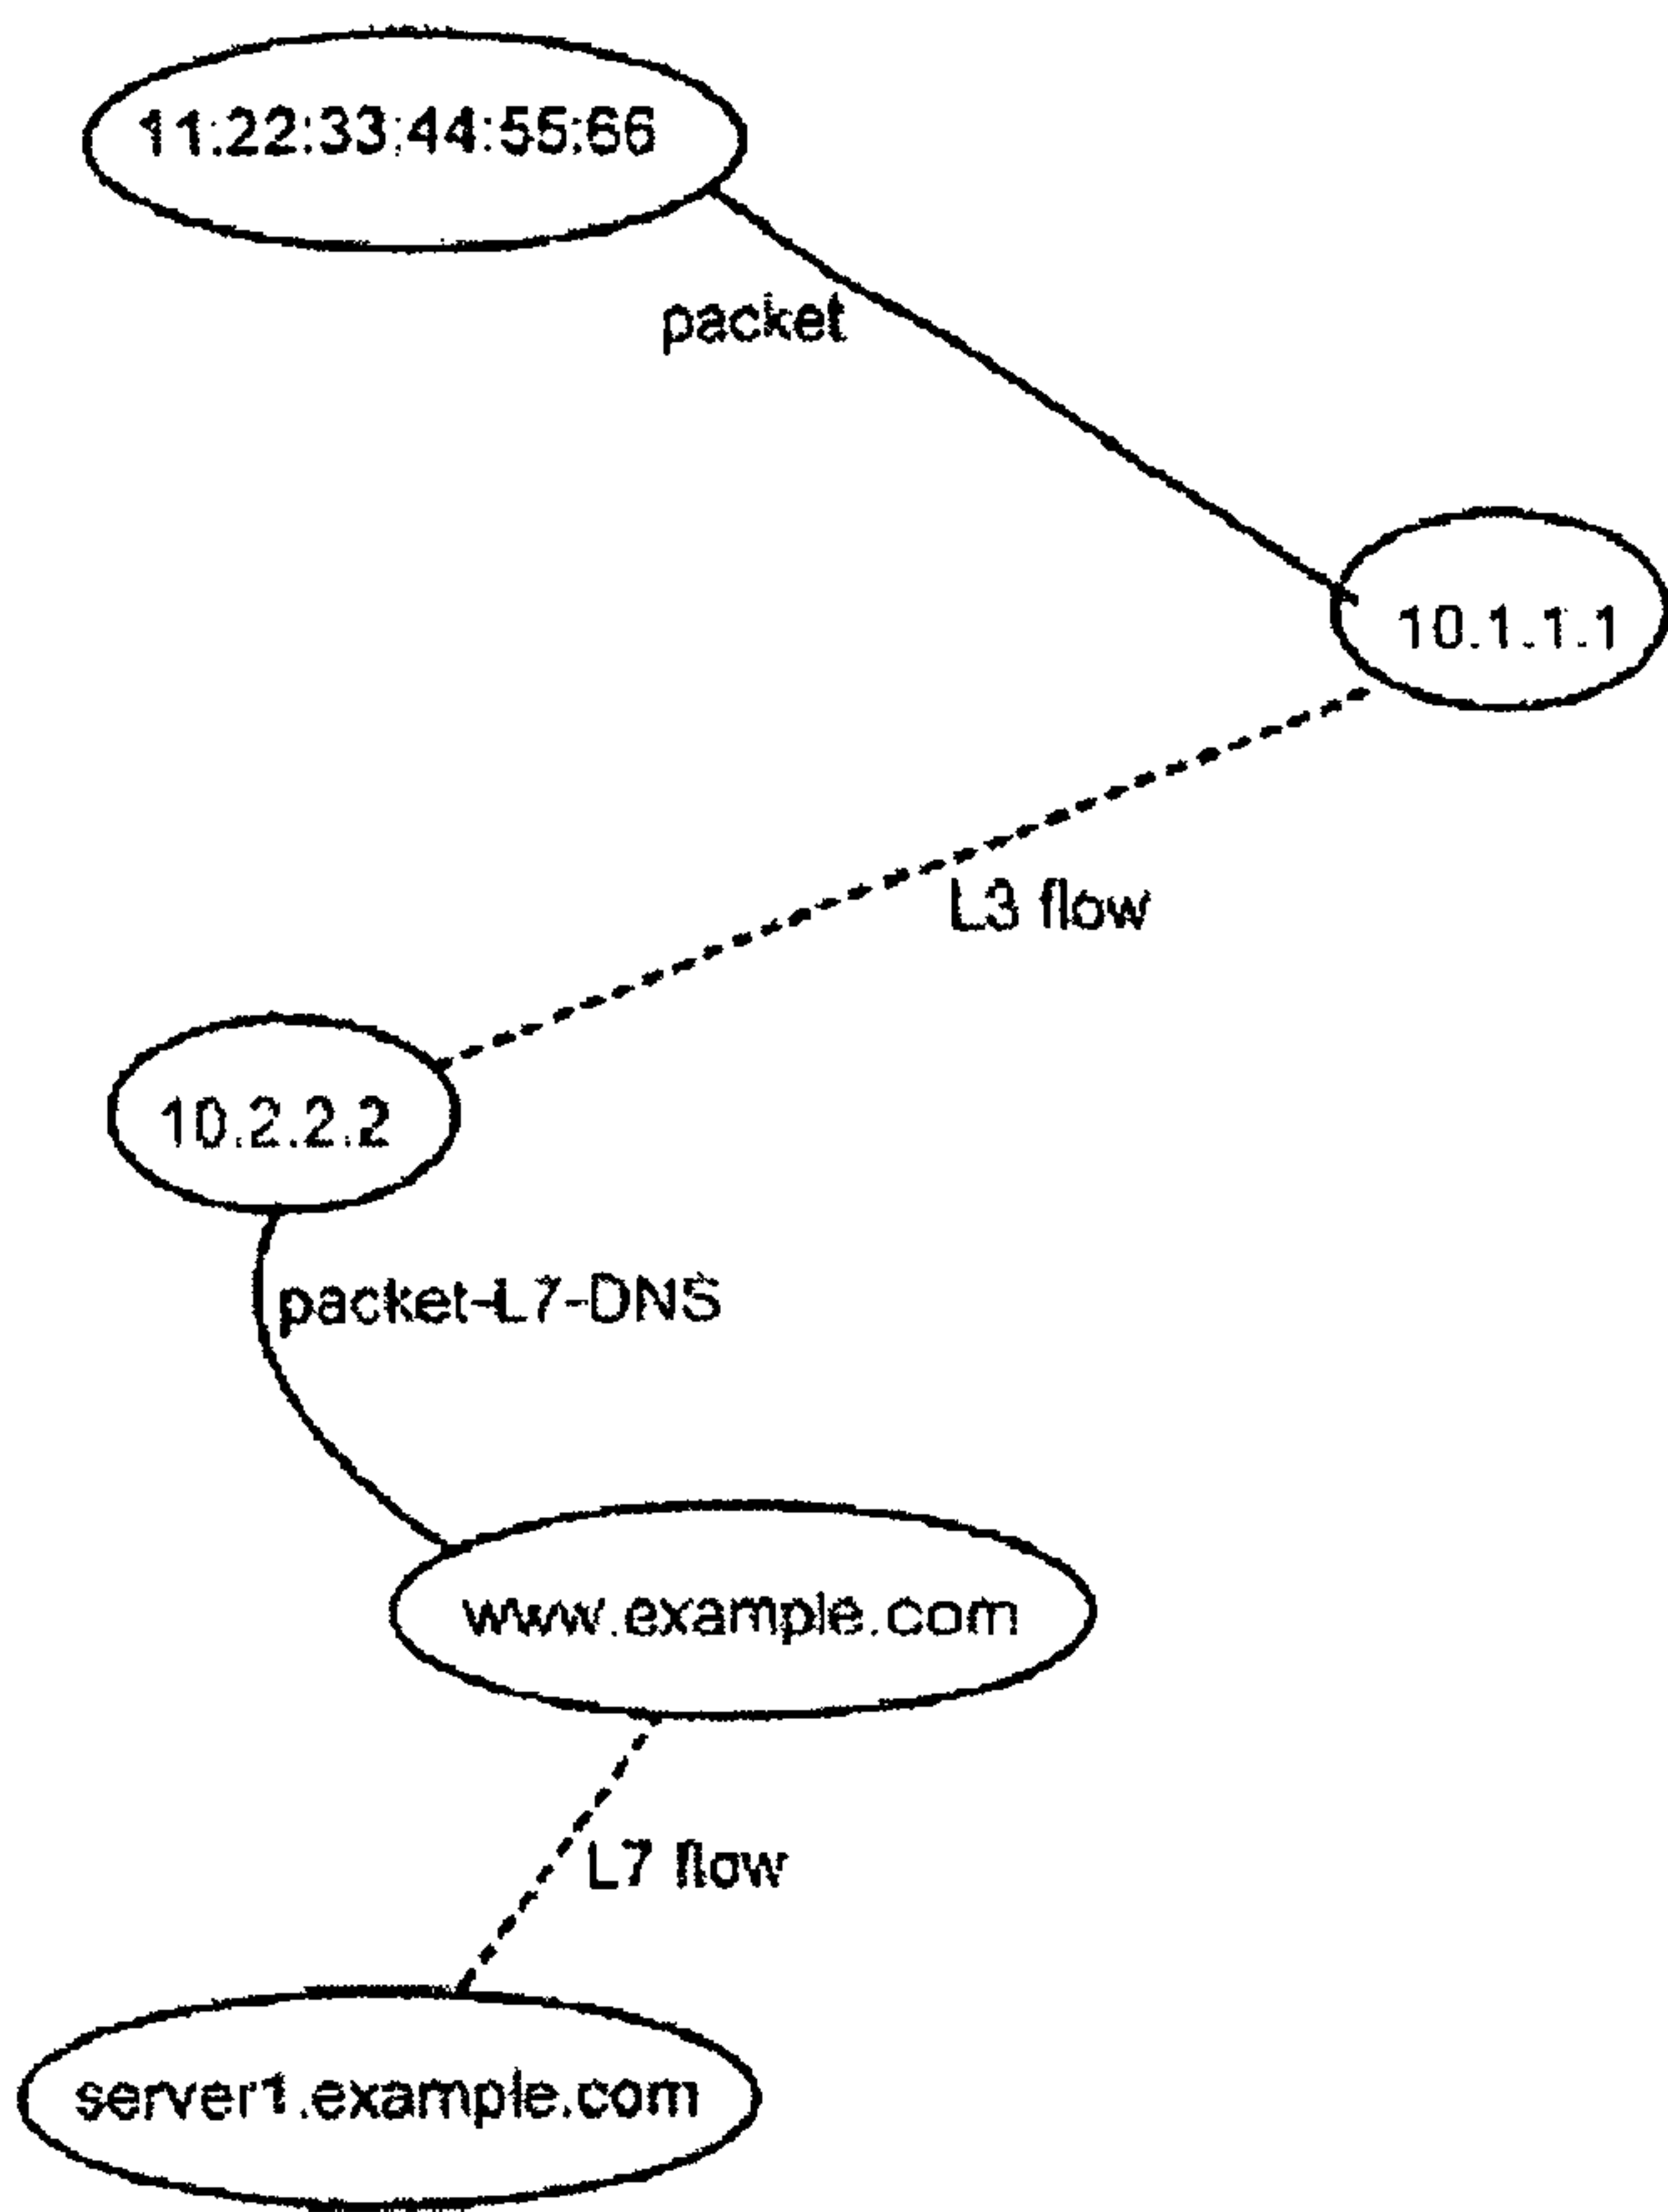 11:22:33:44:55:66
packet
10.1.1.1
L3 flow
10.2.2.2
packet-L7-DNS
www.example.com
L7 flow
server1.example.com